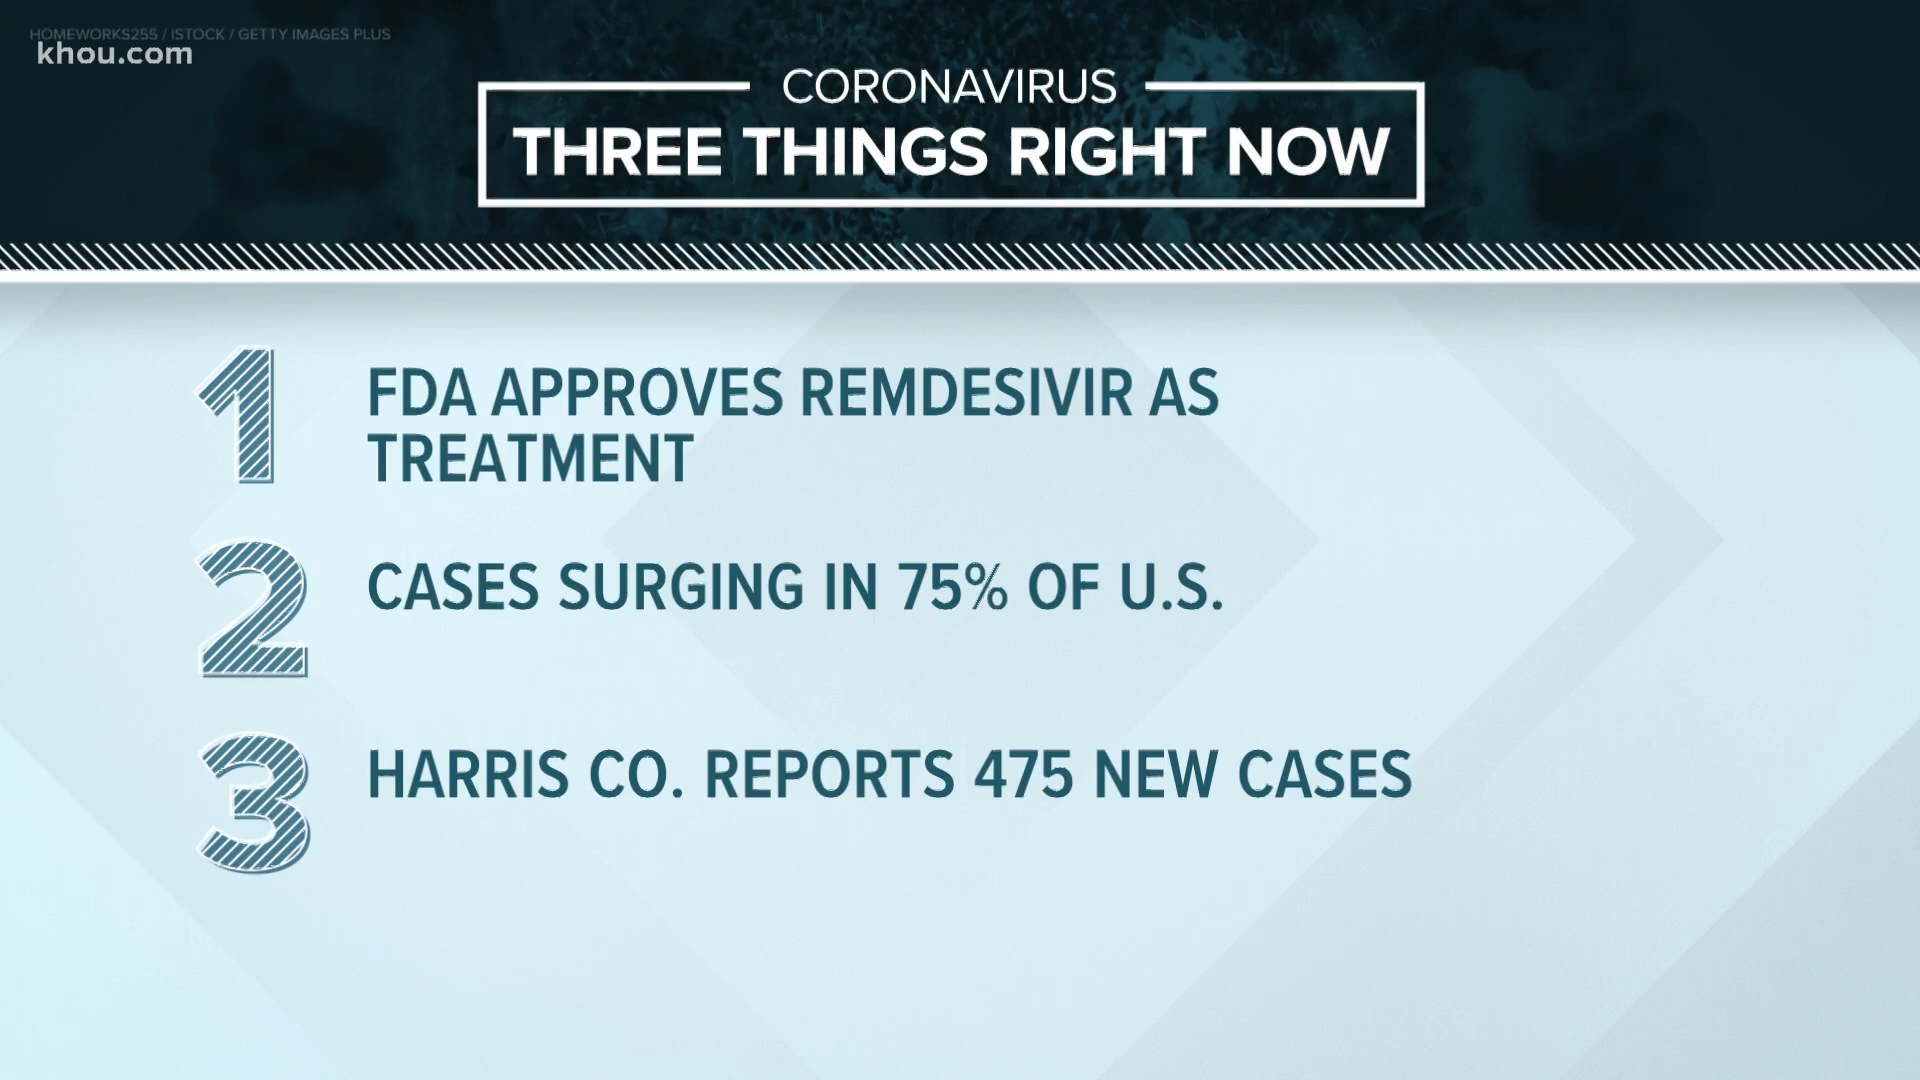 HOMEWORKS255 / iSTOCK / GETTY IMAGES PLUS
khou.com
CORONAVIRUS
THREE THINGS RIGHT NOW
1 FDA APPROVES REMDESIVIR AS
TREATMENT
2 CASES SURGING IN 75% OF U.S.
3 HARRIS CO. REPORTS 475 NEW CASES